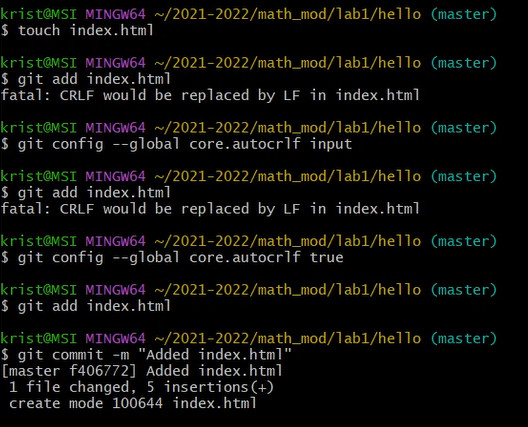 krist@MSI MINGW64 ~/2021-2022/math_mod/lab1/hello (master)
$ touch index.html
krist@MSI MINGW64 ~/2021-2022/math_mod/lab1/hello (master)
$ git add index.html
fatal: CRLF would be replaced by LF in index.html
krist@MSI MINGW64 ~/2021-2022/math_mod/lab1/hello (master)
$ git config --global core.autocrlf input
krist@MSI MINGW64 ~/2021-2022/math_mod/lab1/hello (master)
$ git add index.html
fatal: CRLF would be replaced by LF in index.html
krist@MSI MINGW64 ~/2021-2022/math_mod/lab1/hello (master)
$ git config --global core.autocrlf true
krist@MSI MINGW64 ~/2021-2022/math_mod/lab1/hello (master)
$ git add index.html
krist@MSI MINGW64 ~/2021-2022/math_mod/lab1/hello (master)
$ git commit -m "Added index.html"
[master f406772] Added index.html
 1 file changed, 5 insertions(+)
 create mode 100644 index.html